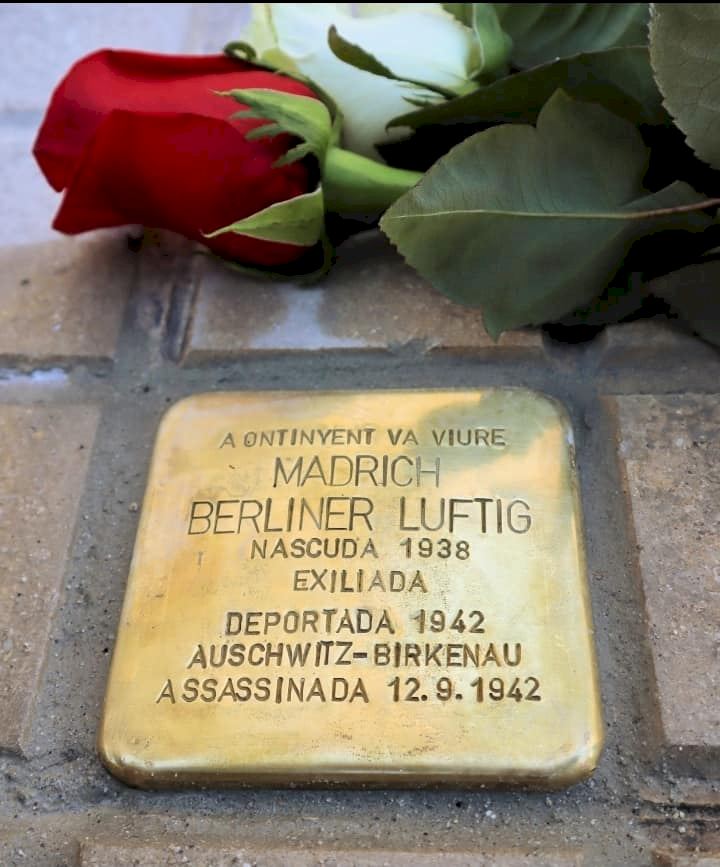 A ONTINYENT VA VIURE
MADRICH
BERLINER LUFTIG
NASCUDA 1938
EXILIADA
DEPORTADA 1942
AUSCHWITZ-BIRKENAU
ASSASSINADA 12.9.1942